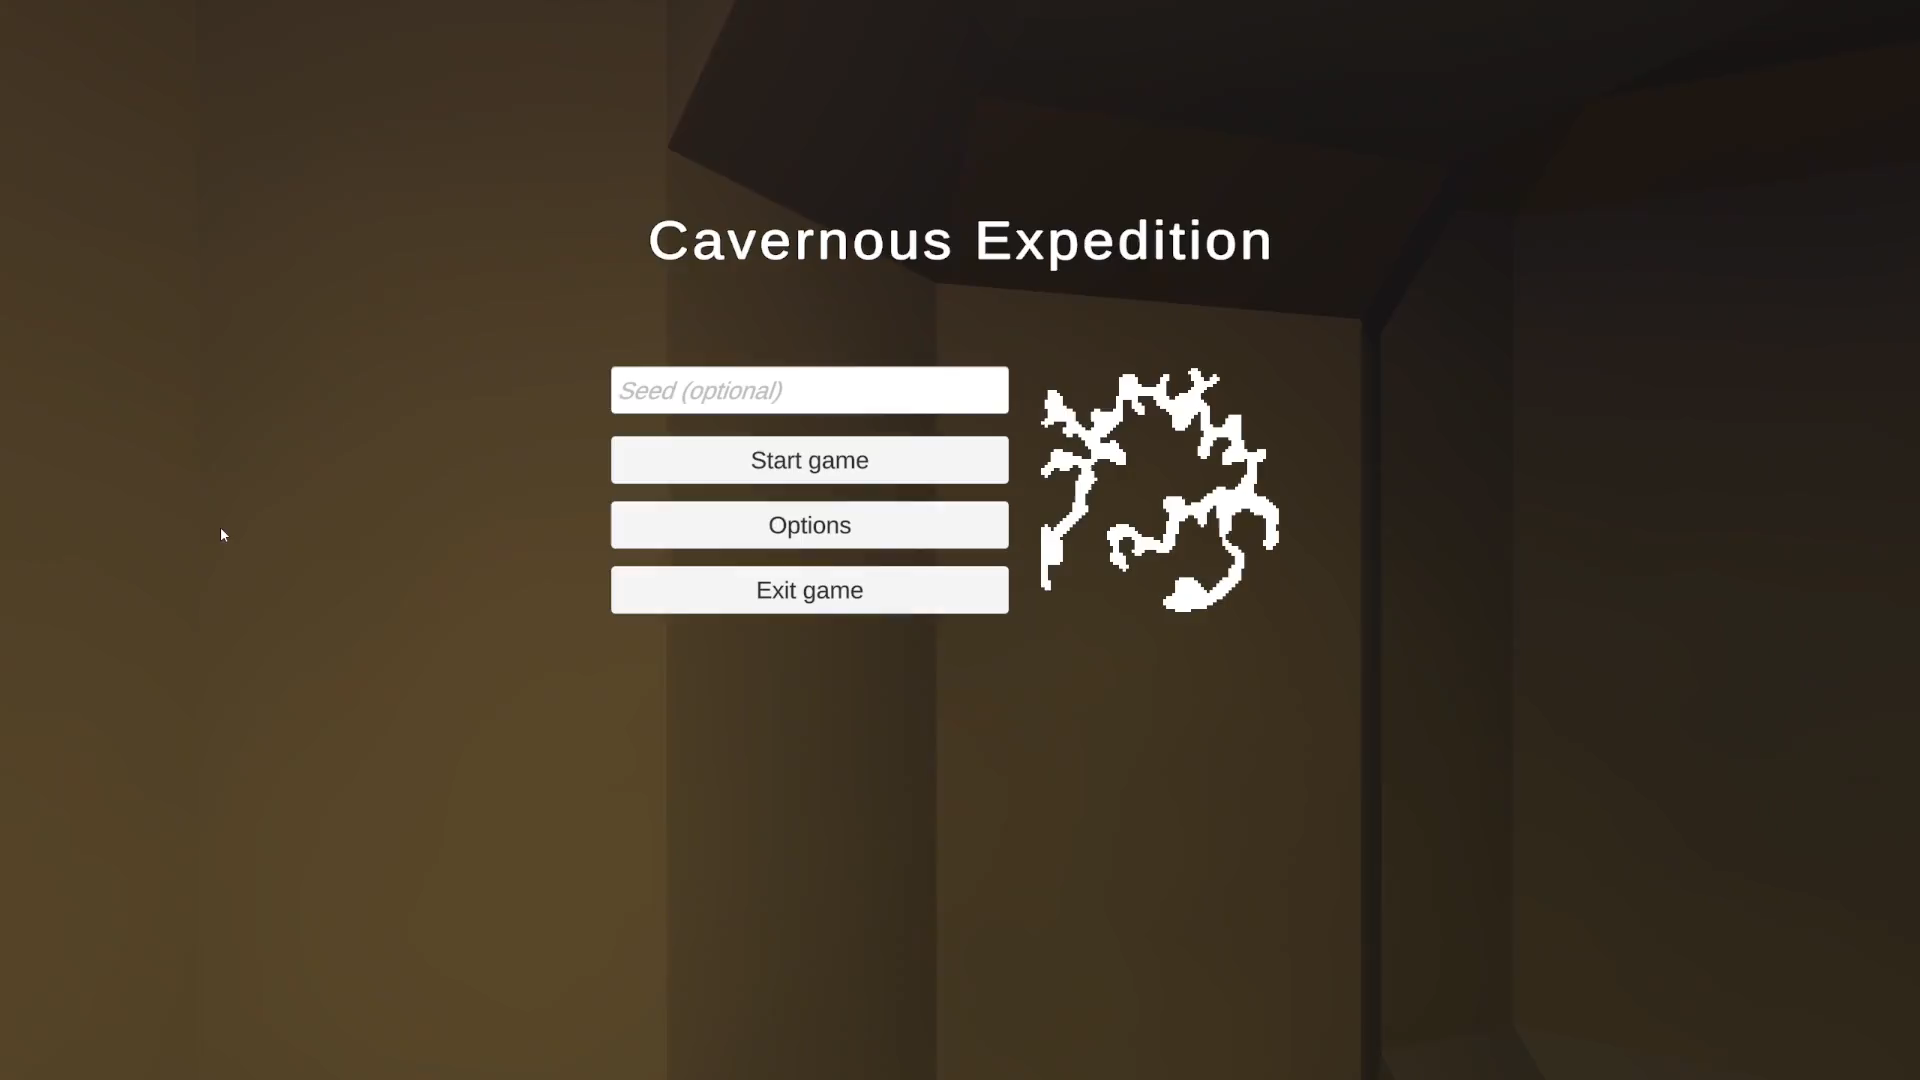 Cavernous Expedition
Seed (optional)
Start game
Options
Exit game